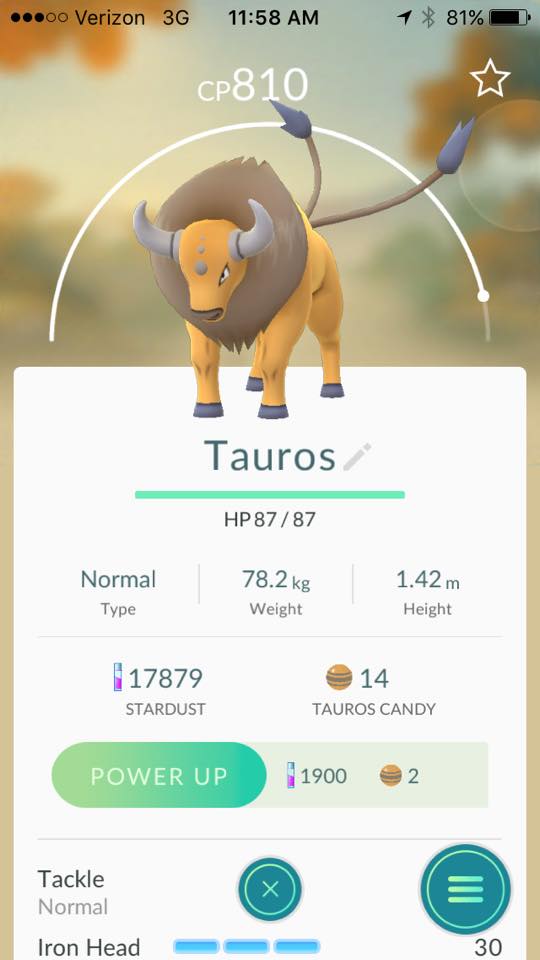 Verizon 3G 11:58 AM 81%
CP810
Tauros
HP 87 / 87
Normal 78.2 kg 1.42 m
Type Weight Height
17879 14
STARDUST TAUROS CANDY
POWER UP 1900 2
Tackle
Normal
Iron Head 30